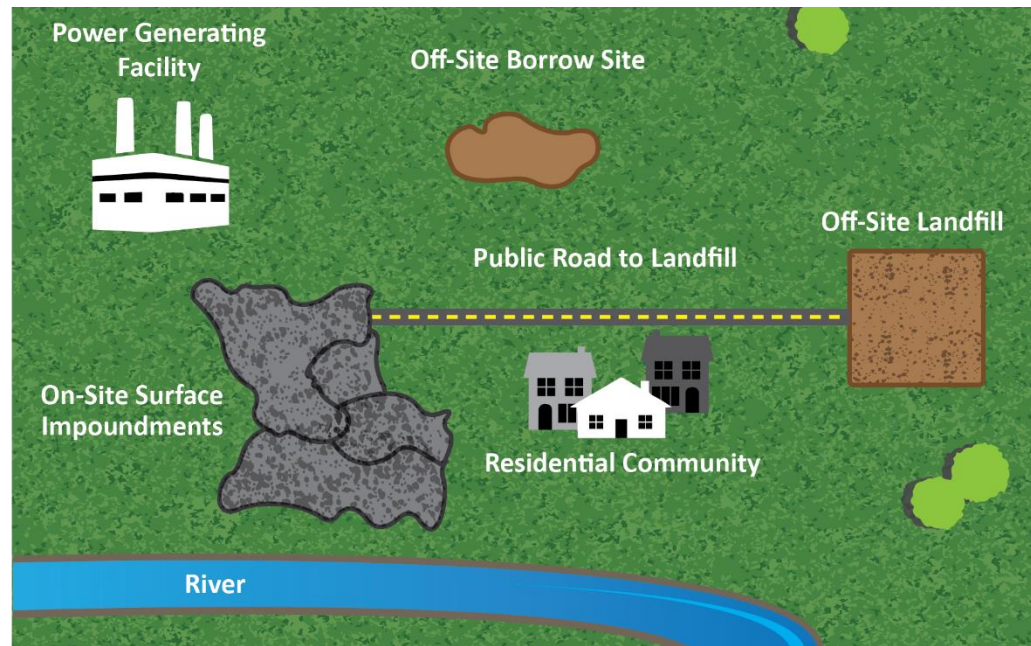 Power Generating
Facility
Off-Site Borrow Site
Off-Site Landfill
Public Road to Landfill
On-Site Surface
Impoundments
Residential Community
River